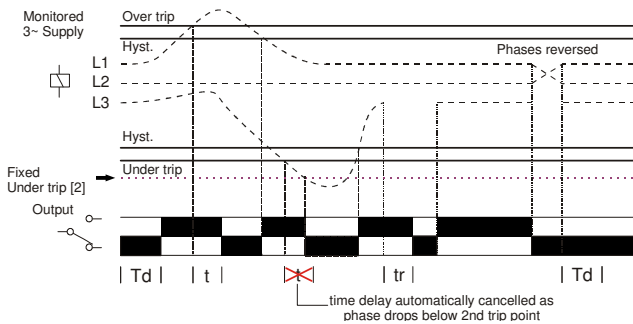 Monitored
3~ Supply
Over trip
Hyst.
L1
Phases reversed
L2
L3
Hyst.
Under trip
Fixed
Under trip [2]
Output
Td
t
t
tr
Td
time delay automatically cancelled as
phase drops below 2nd trip point